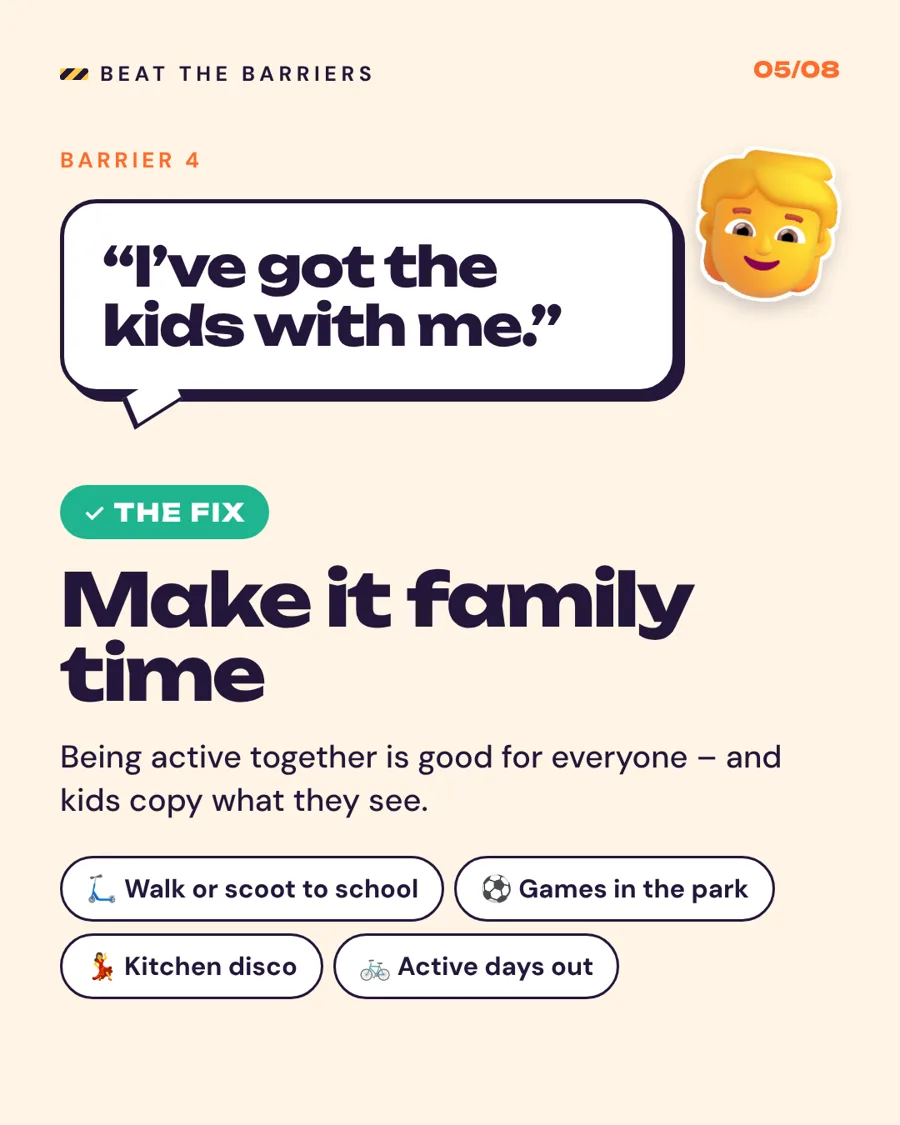 BEAT THE BARRIERS
05/08
BARRIER 4
“I’ve got the
kids with me.”
✓ THE FIX
Make it family
time
Being active together is good for everyone – and
kids copy what they see.
🛴 Walk or scoot to school
⚽ Games in the park
💃 Kitchen disco
🚲 Active days out